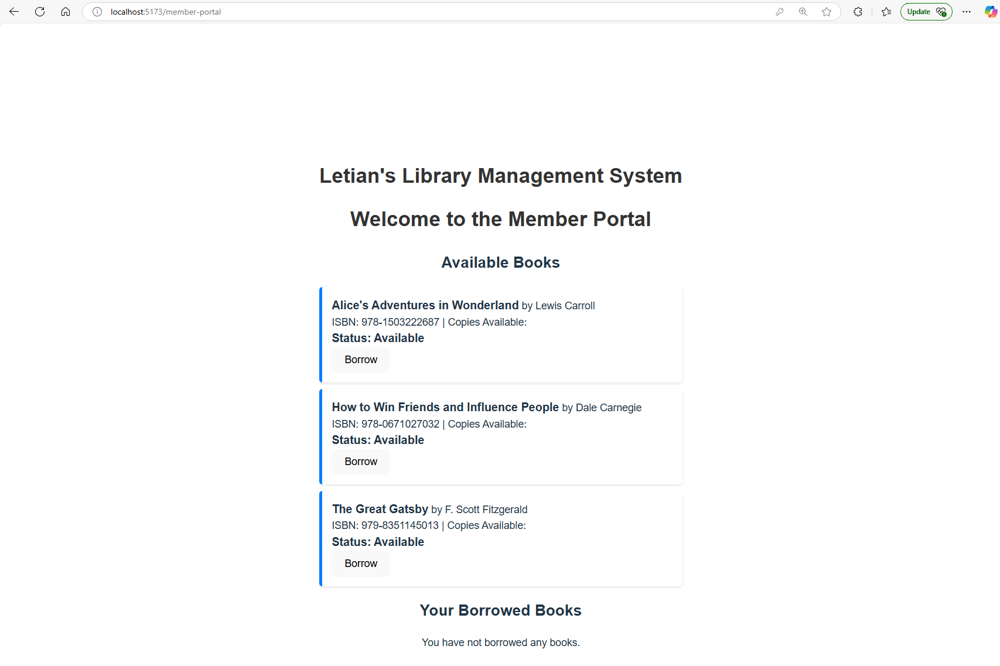 localhost:5173/member-portal
Update
Letian's Library Management System
Welcome to the Member Portal
Available Books
Alice's Adventures in Wonderland by Lewis Carroll
ISBN: 978-1503222687 | Copies Available:
Status: Available
Borrow
How to Win Friends and Influence People by Dale Carnegie
ISBN: 978-0671027032 | Copies Available:
Status: Available
Borrow
The Great Gatsby by F. Scott Fitzgerald
ISBN: 979-8351145013 | Copies Available:
Status: Available
Borrow
Your Borrowed Books
You have not borrowed any books.